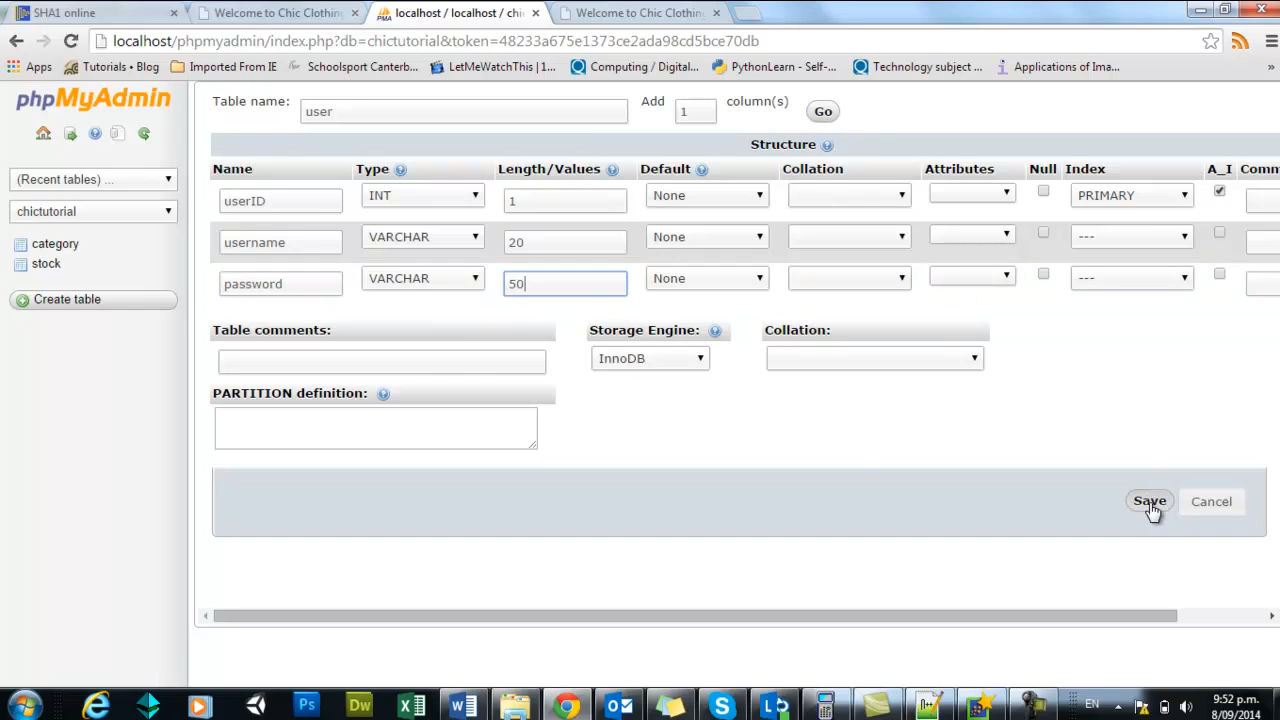 SHA1 online × Welcome to Chic Clothing × localhost / localhost / chi × Welcome to Chic Clothing ×
localhost/phpmyadmin/index.php?db=chictutorial&token=48233a675e1373ce2ada98cd5bce70db
Apps Tutorials • Blog Imported From IE Schoolsport Canterb... LetMeWatchThis | 1... Computing / Digital... PythonLearn - Self-... Technology subject ... Applications of Ima... »
phpMyAdmin
(Recent tables) ...
chictutorial
category
stock
Create table
Table name: user Add 1 column(s) Go
Structure
Name Type Length/Values Default Collation Attributes Null Index A_I Comm
userID INT 1 None PRIMARY
username VARCHAR 20 None ---
password VARCHAR 50 None ---
Table comments: Storage Engine: Collation:
InnoDB
PARTITION definition:
Save Cancel
EN 9:52 p.m.
8/09/2014